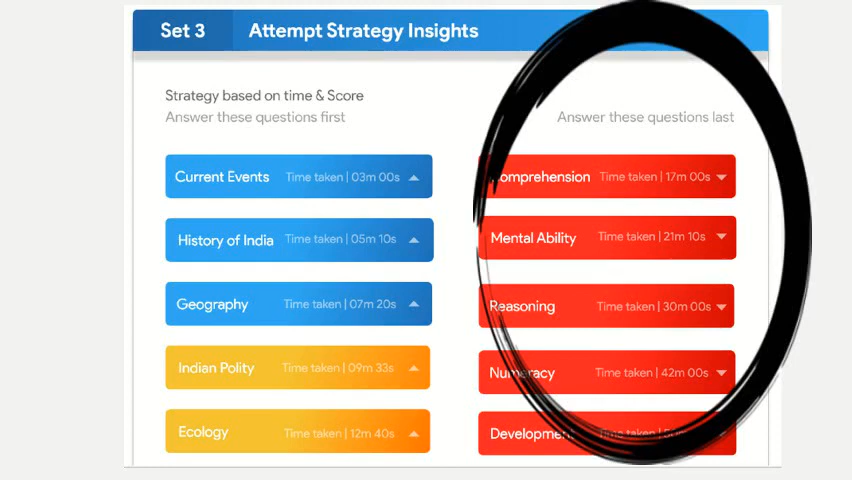 Set 3 Attempt Strategy Insights
Strategy based on time & Score
Answer these questions first
Answer these questions last
Current Events Time taken | 03m 00s
Comprehension Time taken | 17m 00s
History of India Time taken | 05m 10s
Mental Ability Time taken | 21m 10s
Geography Time taken | 07m 20s
Reasoning Time taken | 30m 00s
Indian Polity Time taken | 09m 33s
Numeracy Time taken | 42m 00s
Ecology Time taken | 12m 40s
Development Time taken |